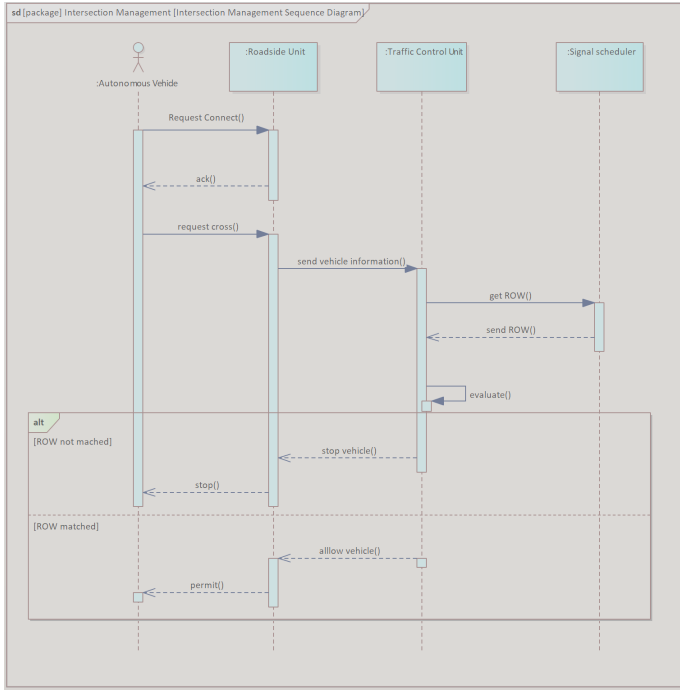 sd [package] Intersection Management [Intersection Management Sequence Diagram]
:Autonomous Vehide
:Roadside Unit
:Traffic Control Unit
:Signal scheduler
Request Connect()
ack()
request cross()
send vehicle information()
get ROW()
send ROW()
evaluate()
alt
[ROW not mached]
stop vehicle()
stop()
[ROW matched]
alllow vehicle()
permit()